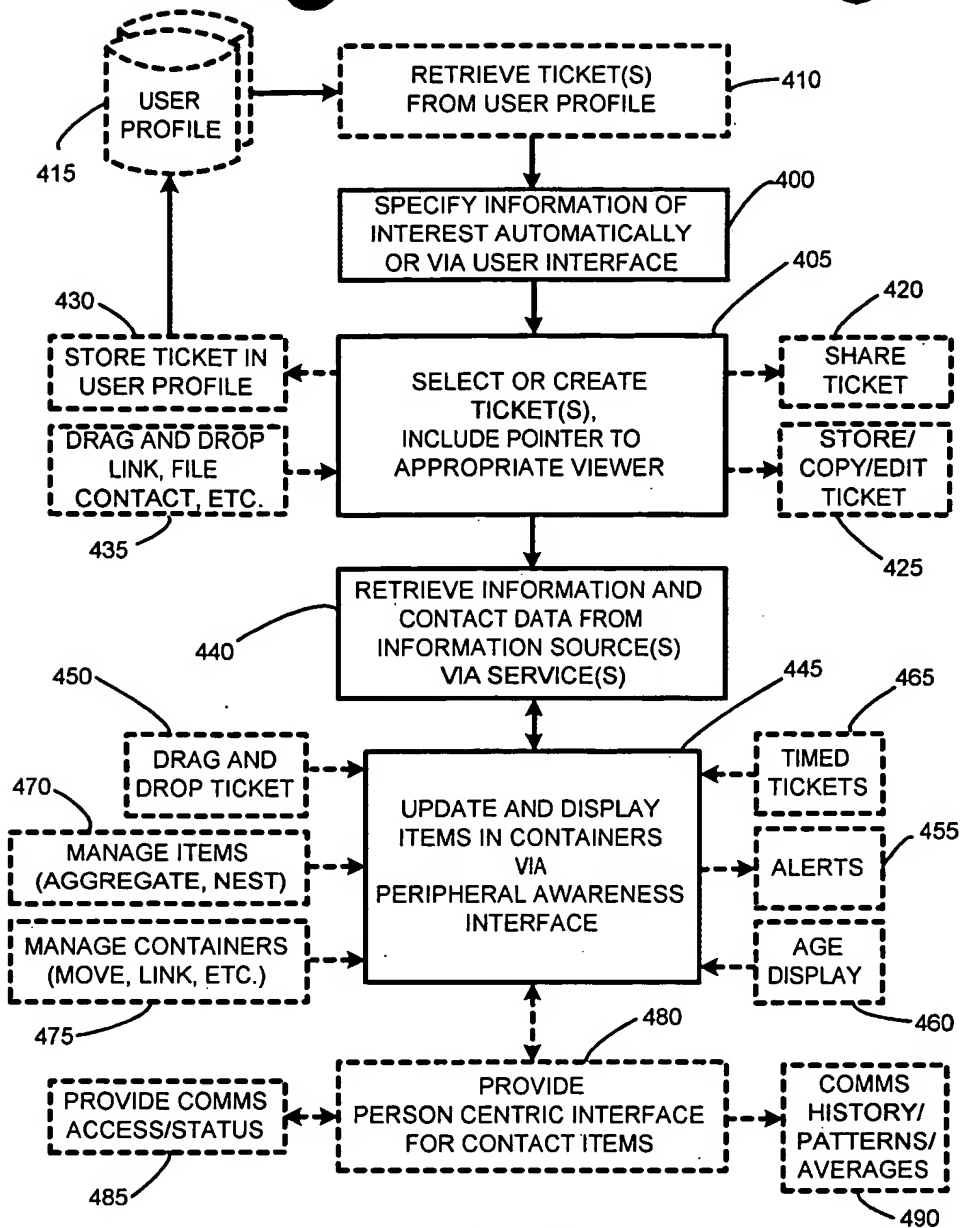 USER
PROFILE
415
RETRIEVE TICKET(S)
FROM USER PROFILE
410
400
SPECIFY INFORMATION OF
INTEREST AUTOMATICALLY
OR VIA USER INTERFACE
405
430
STORE TICKET IN
USER PROFILE
SELECT OR CREATE
TICKET(S),
INCLUDE POINTER TO
APPROPRIATE VIEWER
420
SHARE
TICKET
DRAG AND DROP
LINK, FILE
CONTACT, ETC.
435
STORE/
COPY/EDIT
TICKET
425
RETRIEVE INFORMATION AND
CONTACT DATA FROM
INFORMATION SOURCE(S)
VIA SERVICE(S)
440
445
450
DRAG AND
DROP TICKET
465
TIMED
TICKETS
470
MANAGE ITEMS
(AGGREGATE, NEST)
UPDATE AND DISPLAY
ITEMS IN CONTAINERS
VIA
PERIPHERAL AWARENESS
INTERFACE
455
ALERTS
MANAGE CONTAINERS
(MOVE, LINK, ETC.)
475
AGE
DISPLAY
460
480
PROVIDE COMMS
ACCESS/STATUS
485
PROVIDE
PERSON CENTRIC INTERFACE
FOR CONTACT ITEMS
COMMS
HISTORY/
PATTERNS/
AVERAGES
490